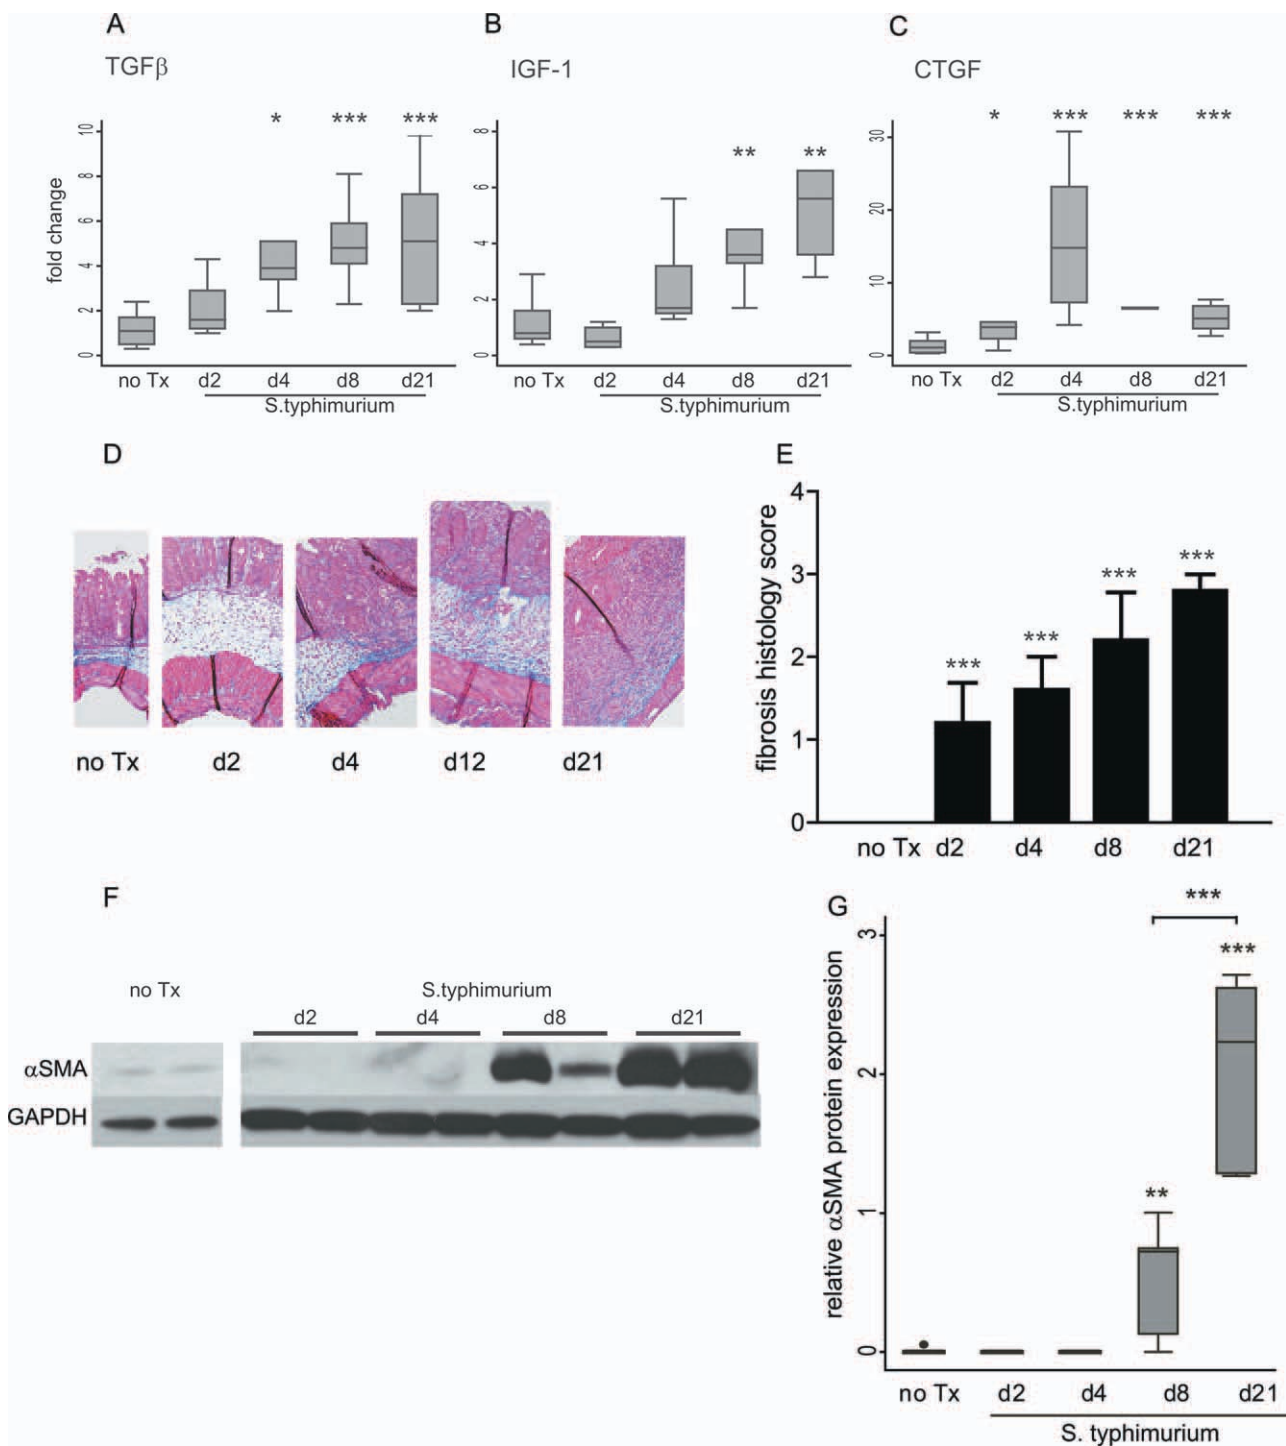 A
B
C
TGFβ
IGF-1
CTGF
* *** ***
** **
* *** *** ***
fold change
10
8
6
4
2
0
8
6
4
2
0
30
20
10
0
no Tx d2 d4 d8 d21
S.typhimurium
no Tx d2 d4 d8 d21
S.typhimurium
no Tx d2 d4 d8 d21
S.typhimurium
D
no Tx d2 d4 d12 d21
E
fibrosis histology score
4
3
2
1
0
*** *** *** ***
no Tx d2 d4 d8 d21
F
no Tx
S.typhimurium
d2 d4 d8 d21
αSMA
GAPDH
G
relative αSMA protein expression
3
2
1
0
***
***
**
no Tx d2 d4 d8 d21
S. typhimurium